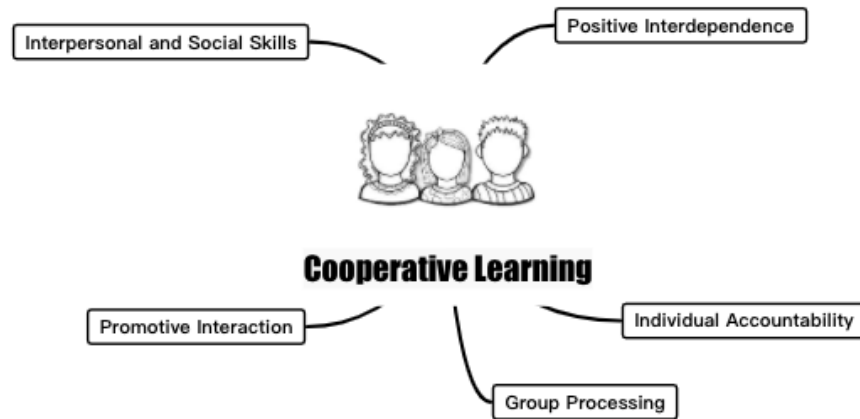 Positive Interdependence
Interpersonal and Social Skills
Cooperative Learning
Promotive Interaction
Individual Accountability
Group Processing